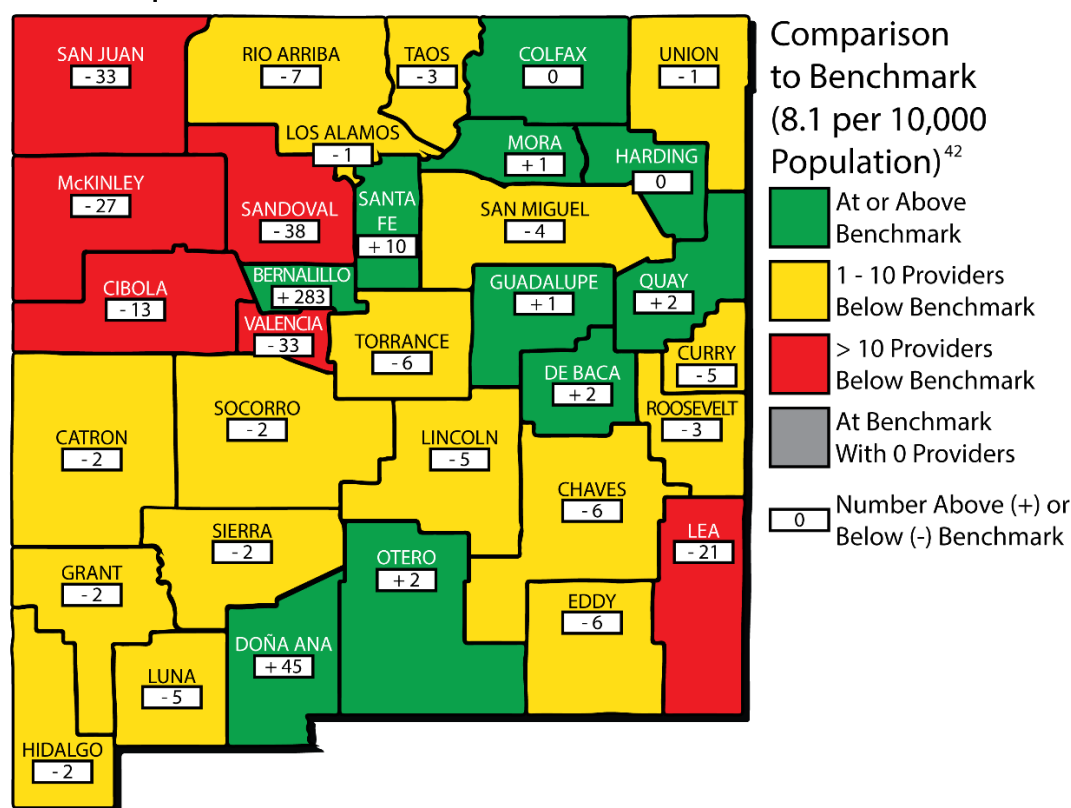 SAN JUAN
- 33
RIO ARRIBA
- 7
TAOS
- 3
COLFAX
0
UNION
- 1
LOS ALAMOS
- 1
MORA
+ 1
HARDING
0
McKINLEY
- 27
SANDOVAL
- 38
SANTA
FE
+ 10
SAN MIGUEL
- 4
CIBOLA
- 13
BERNALILLO
+ 283
GUADALUPE
+ 1
QUAY
+ 2
VALENCIA
- 33
TORRANCE
- 6
CURRY
- 5
DE BACA
+ 2
ROOSEVELT
- 3
CATRON
- 2
SOCORRO
- 2
LINCOLN
- 5
CHAVES
- 6
LEA
- 21
SIERRA
- 2
OTERO
+ 2
GRANT
- 2
EDDY
- 6
DOÑA ANA
+ 45
LUNA
- 5
HIDALGO
- 2
Comparison
to Benchmark
(8.1 per 10,000
Population)42
At or Above
Benchmark
1 - 10 Providers
Below Benchmark
> 10 Providers
Below Benchmark
At Benchmark
With 0 Providers
0
Number Above (+) or
Below (-) Benchmark